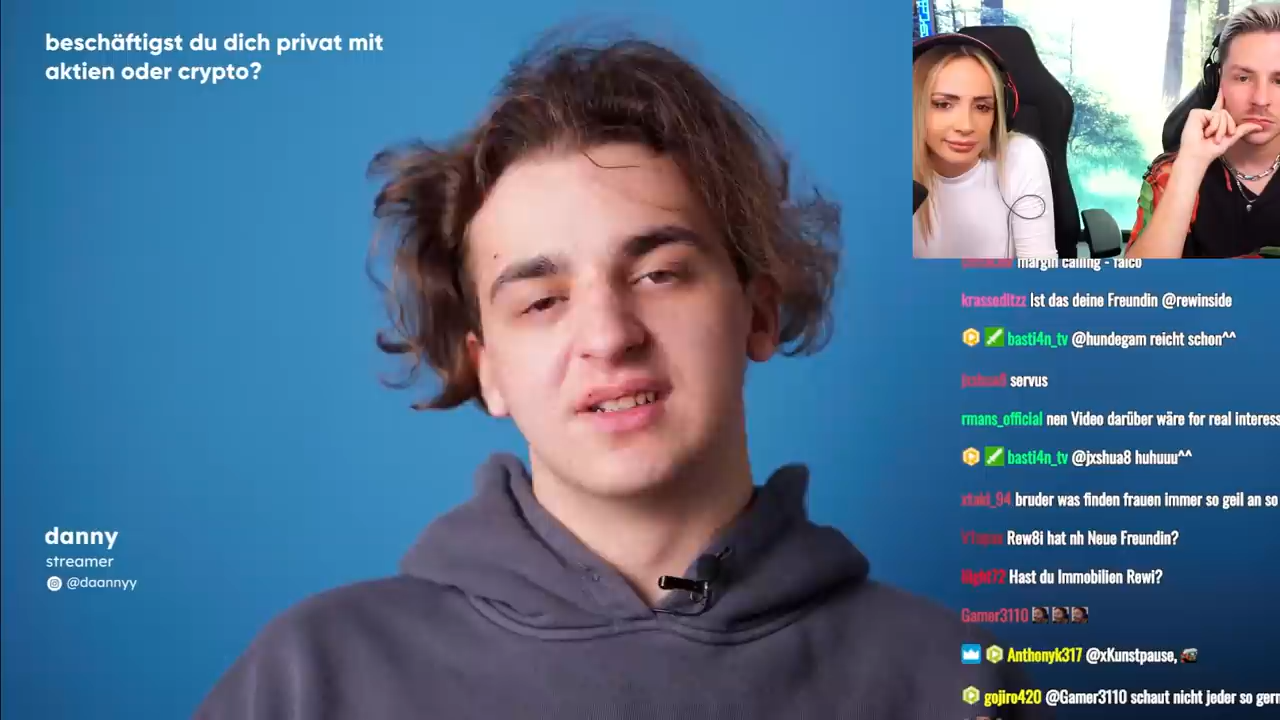 beschäftigst du dich privat mit
aktien oder crypto?
danny
streamer
@daannyy
margin calling - falco
krassedltzz Ist das deine Freundin @rewinside
basti4n_tv @hundegam reicht schon^^
jxshua8 servus
rmans_official nen Video darüber wäre for real interess
basti4n_tv @jxshua8 huhuuu^^
xtaid_94 bruder was finden frauen immer so geil an so
Rew8i hat nh Neue Freundin?
Hast du Immobilien Rewi?
Gamer3110
Anthonyk317 @xKunstpause,
gojiro420 @Gamer3110 schaut nicht jeder so gern